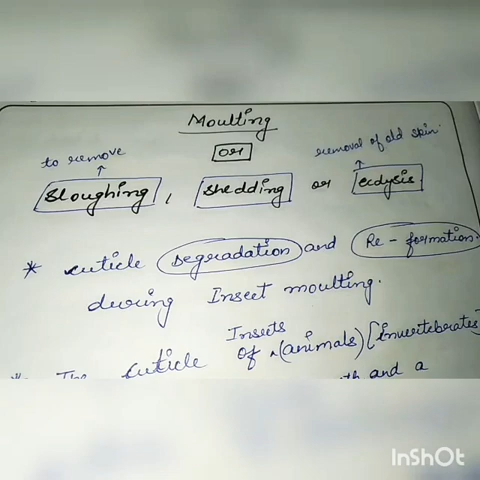 Moulting
OR
to remove
removal of old skin.
Sloughing, Shedding or ecdysis
* cuticle Degradation and Re-formation.
during Insect moulting.
Insects
* The cuticle of (animals) [invertebrates]
and a
InShOt